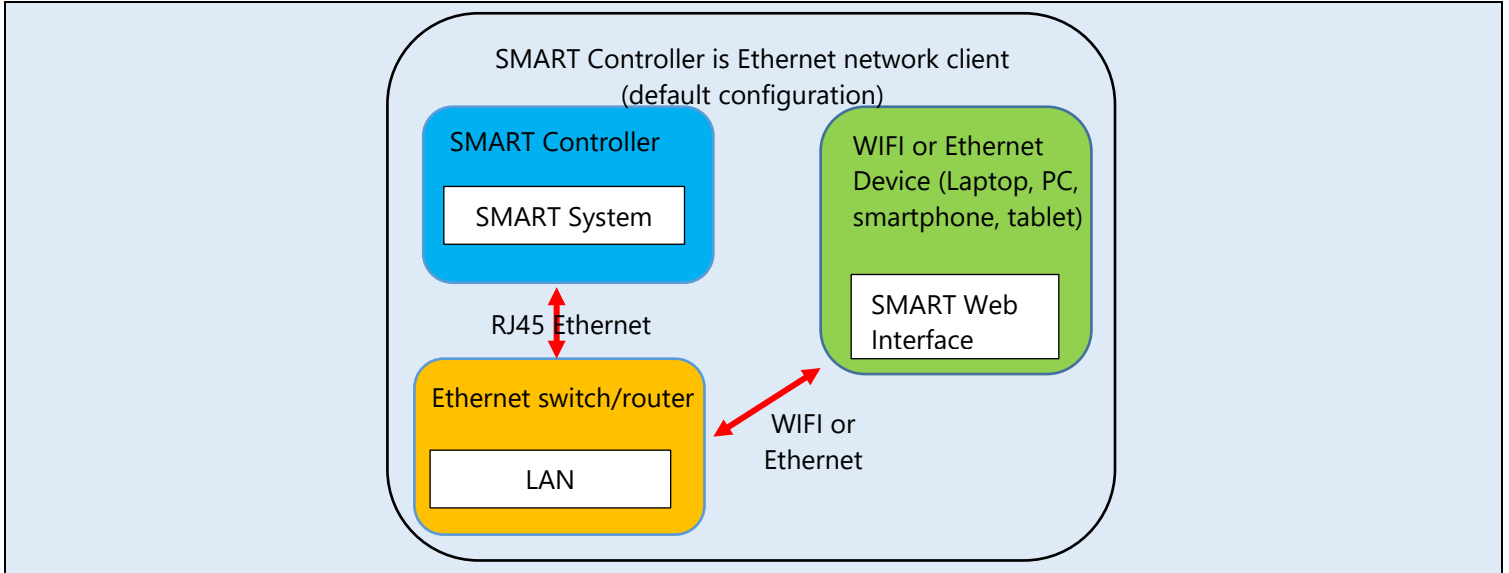 SMART Controller is Ethernet network client
(default configuration)
SMART Controller
SMART System
WIFI or Ethernet
Device (Laptop, PC,
smartphone, tablet)
SMART Web
Interface
RJ45 Ethernet
Ethernet switch/router
LAN
WIFI or
Ethernet